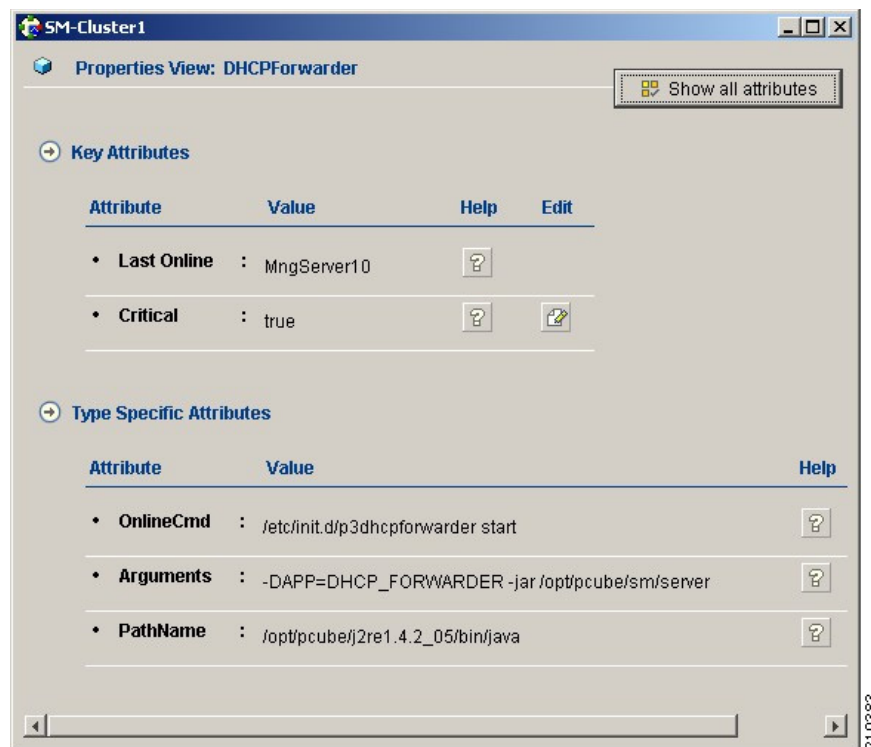 SM-Cluster1
Properties View: DHCPForwarder
Show all attributes
Key Attributes
Attribute Value Help Edit
• Last Online : MngServer10 ?
• Critical : true ?
Type Specific Attributes
Attribute Value Help
• OnlineCmd : /etc/init.d/p3dhcpforwarder start ?
• Arguments : -DAPP=DHCP_FORWARDER -jar /opt/pcube/sm/server ?
• PathName : /opt/pcube/j2re1.4.2_05/bin/java ?
210383